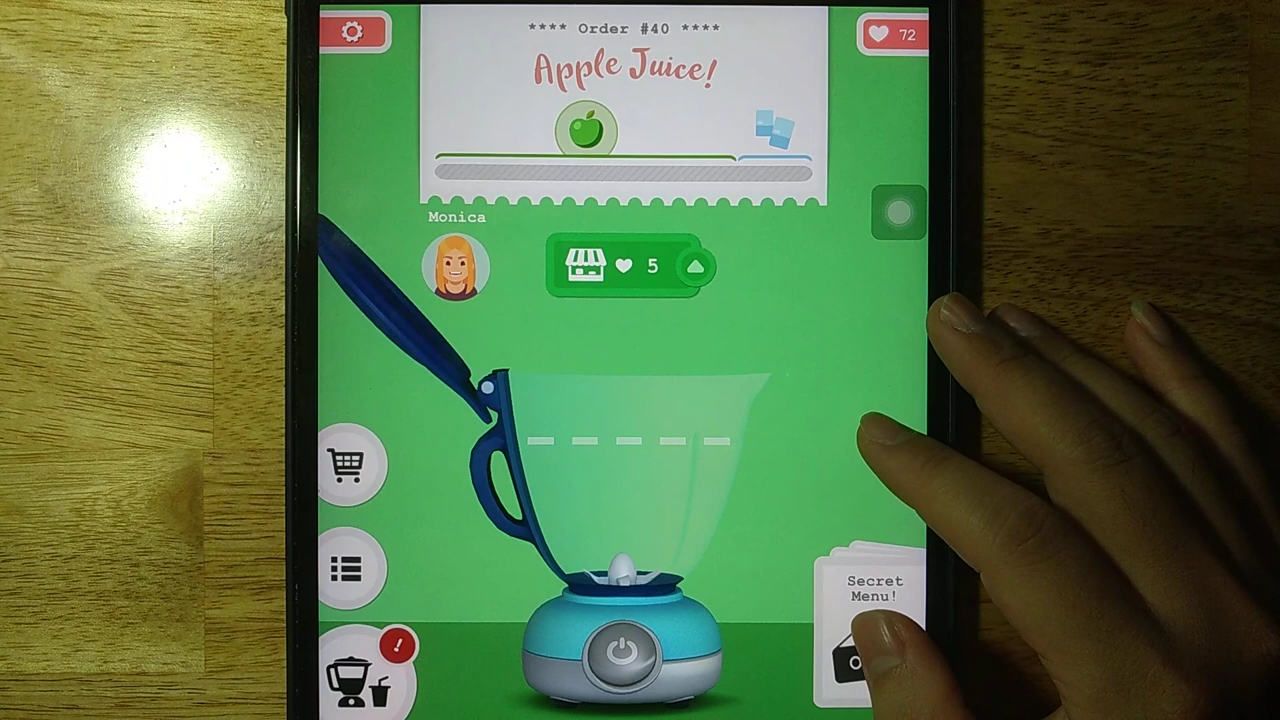 **** Order #40 ****
72
Apple Juice!
Monica
5
Secret
Menu!